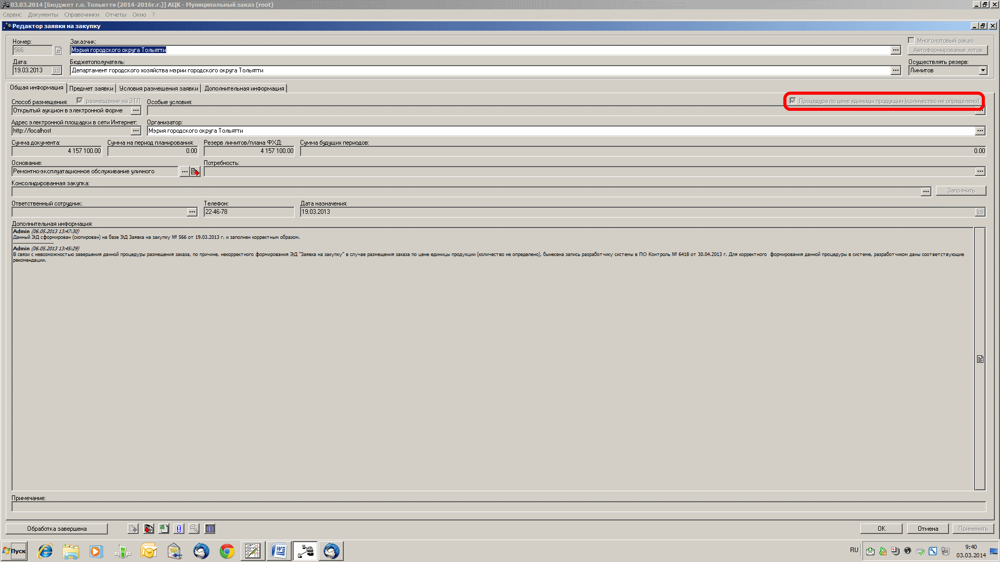 03.03.2014 [Бюджет г.о. Тольятти (2014-2016г.г.)] АЦК - Муниципальный заказ (root)
Сервис Документы Справочники Отчеты Окно ?
Редактор заявки на закупку
Номер: Заказчик: Многолотовый заказ
566 Мэрия городского округа Тольятти ... Автоформирование лотов
Дата: Бюджетополучатель: Осуществлять резерв:
19.03.2013 15 Департамент городского хозяйства мэрии городского округа Тольятти ... Лимитов
Общая информация Предмет заявки Условия размещения заявки Дополнительная информация
Способ размещения: размещение на ЭТП Особые условия: Процедура по цене единицы продукции (количество не определено)
Открытый аукцион в электронной форме ... ...
Адрес электронной площадки в сети Интернет: Организатор:
http://localhost ... Мэрия городского округа Тольятти ...
Сумма документа: Сумма на период планирования: Резерв лимитов/плана ФХД: Сумма будущих периодов:
4 157 100.00 0.00 4 157 100.00 0.00
Основание: Потребность:
Ремонтно-эксплуатационное обслуживание уличного ... ...
Консолидированная закупка:
... Заполнить
Ответственный сотрудник: Телефон: Дата назначения:
... 22-46-78 19.03.2013 15
Дополнительная информация:
Admin (06.05.2013 13:47:30)
Данный ЭД сформирован (скопирован) на базе ЭД Заявка на закупку № 566 от 19.03.2013 г. и заполнен корректным образом.
--------------------------
Admin (06.05.2013 13:45:29)
В связи с невозможностью завершения данной процедуры размещения заказа, по причине, некорректного формирования ЭД "Заявка на закупку" в случае размещения заказа по цене единицы продукции (количество не определено), бынесена запись разработчику системы в ПО Контроль № 6418 от 30.04.2013 г. Для корректного формирования данной процедуры в системе, разработчиком даны соответствующие
рекомендации.
Примечание:
Обработка завершена OK Отмена Применить
Пуск RU 9:40
03.03.2014